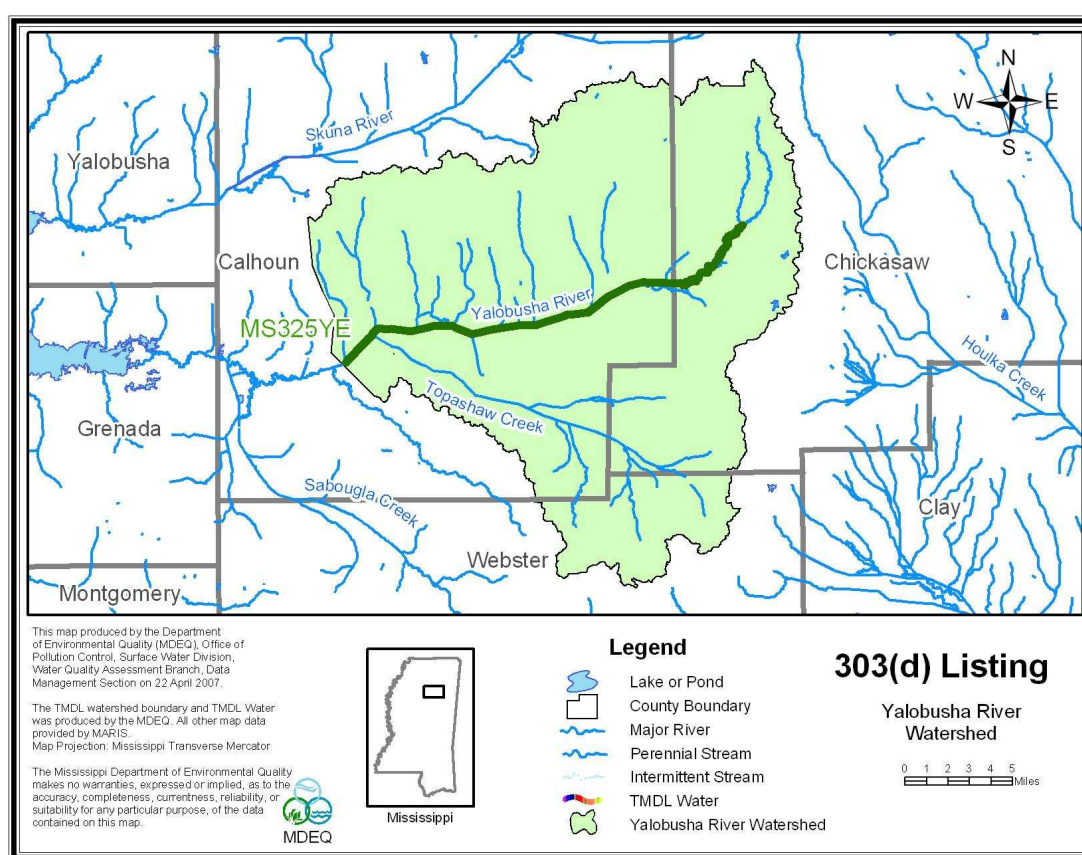 N
W E
S
Skuna River
Yalobusha
Calhoun
Chickasaw
Yalobusha River
MS325YE
Houlka Creek
Topashaw Creek
Grenada
Sabougla Creek
Clay
Webster
Montgomery
This map produced by the Department
of Environmental Quality (MDEQ), Office of
Pollution Control, Surface Water Division,
Water Quality Assessment Branch, Data
Management Section on 22 April 2007.
The TMDL watershed boundary and TMDL Water
was produced by the MDEQ. All other map data
provided by MARIS.
Map Projection: Mississippi Transverse Mercator
The Mississippi Department of Environmental Quality
makes no warranties, expressed or implied, as to the
accuracy, completeness, currentness, reliability, or
suitability for any particular purpose, of the data
contained on this map.
MDEQ
Mississippi
Legend
Lake or Pond
County Boundary
Major River
Perennial Stream
Intermittent Stream
TMDL Water
Yalobusha River Watershed
303(d) Listing
Yalobusha River
Watershed
0 1 2 3 4 5
Miles